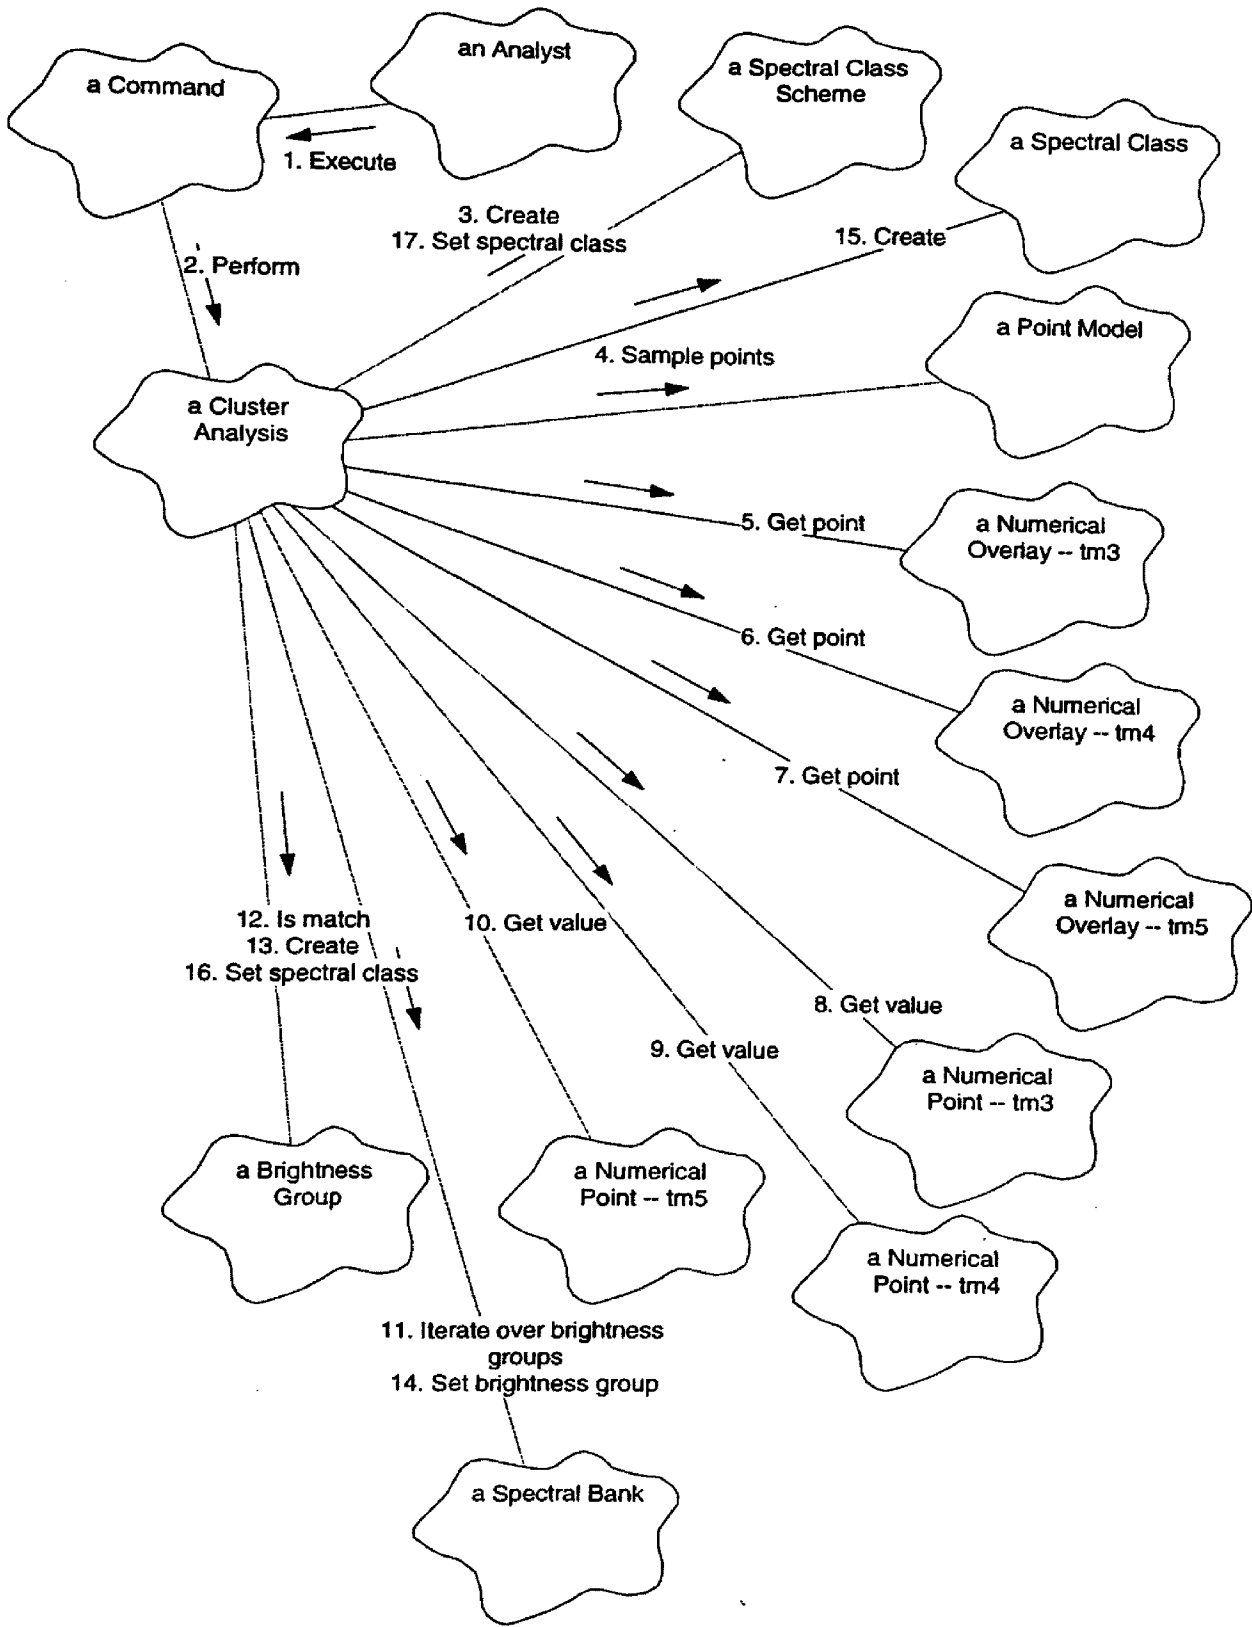 an Analyst
a Command
a Spectral Class
Scheme
a Spectral Class
1. Execute
3. Create
17. Set spectral class
15. Create
2. Perform
a Point Model
4. Sample points
a Cluster
Analysis
5. Get point
a Numerical
Overlay -- tm3
6. Get point
a Numerical
Overlay -- tm4
7. Get point
a Numerical
Overlay -- tm5
12. Is match
13. Create
16. Set spectral class
10. Get value
8. Get value
9. Get value
a Numerical
Point -- tm3
a Brightness
Group
a Numerical
Point -- tm5
a Numerical
Point -- tm4
11. Iterate over brightness
groups
14. Set brightness group
a Spectral Bank